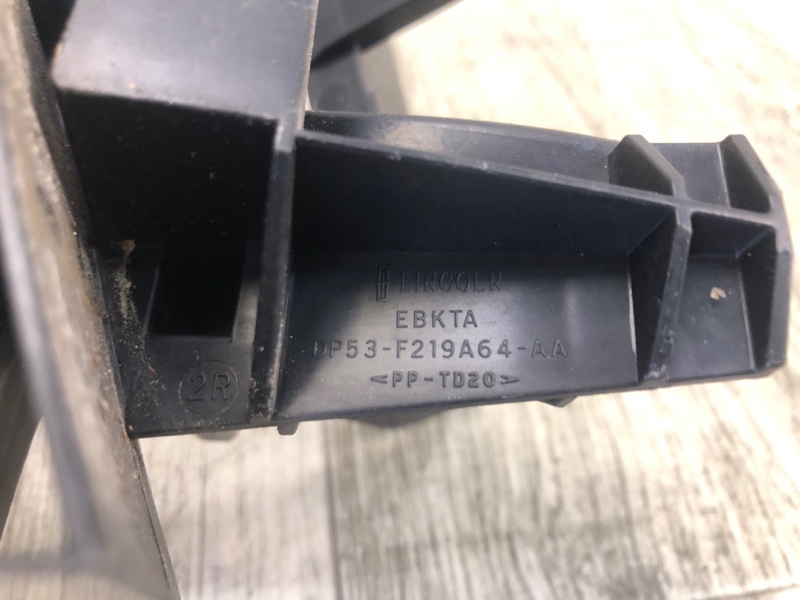 LINCOLN
EBKTA
DP53-F219A64-AA
<PP-TD20>
2R